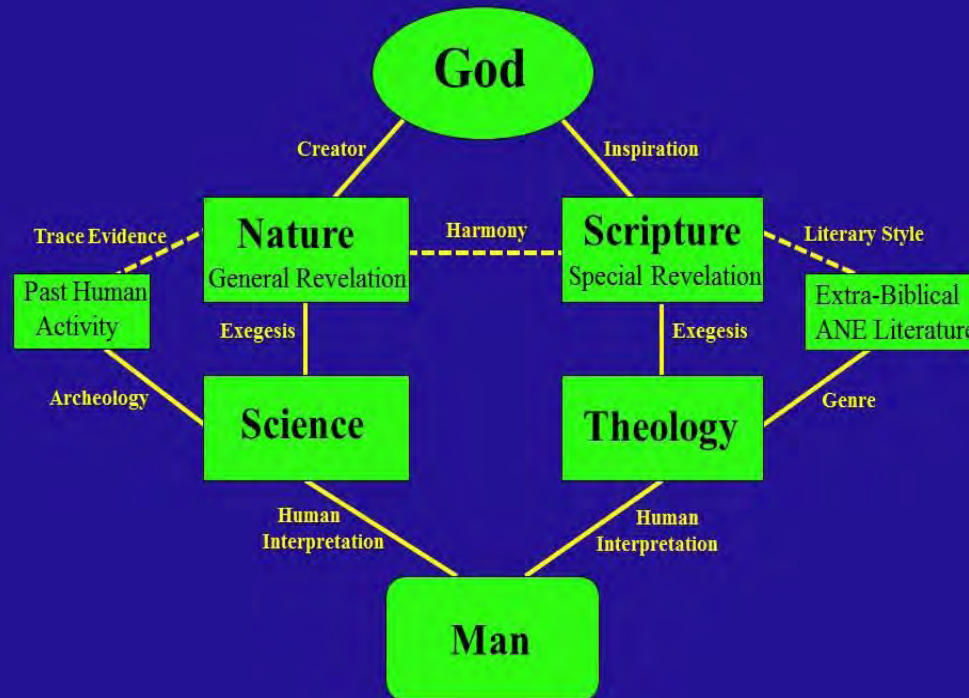 God
Creator
Inspiration
Nature
General Revelation
Harmony
Scripture
Special Revelation
Trace Evidence
Literary Style
Past Human
Activity
Extra-Biblical
ANE Literature
Exegesis
Exegesis
Archeology
Genre
Science
Theology
Human
Interpretation
Human
Interpretation
Man